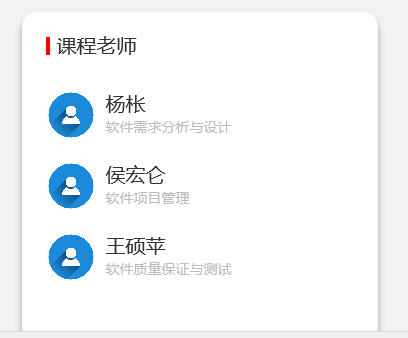 课程老师
杨枨
软件需求分析与设计
侯宏仑
软件项目管理
王硕苹
软件质量保证与测试